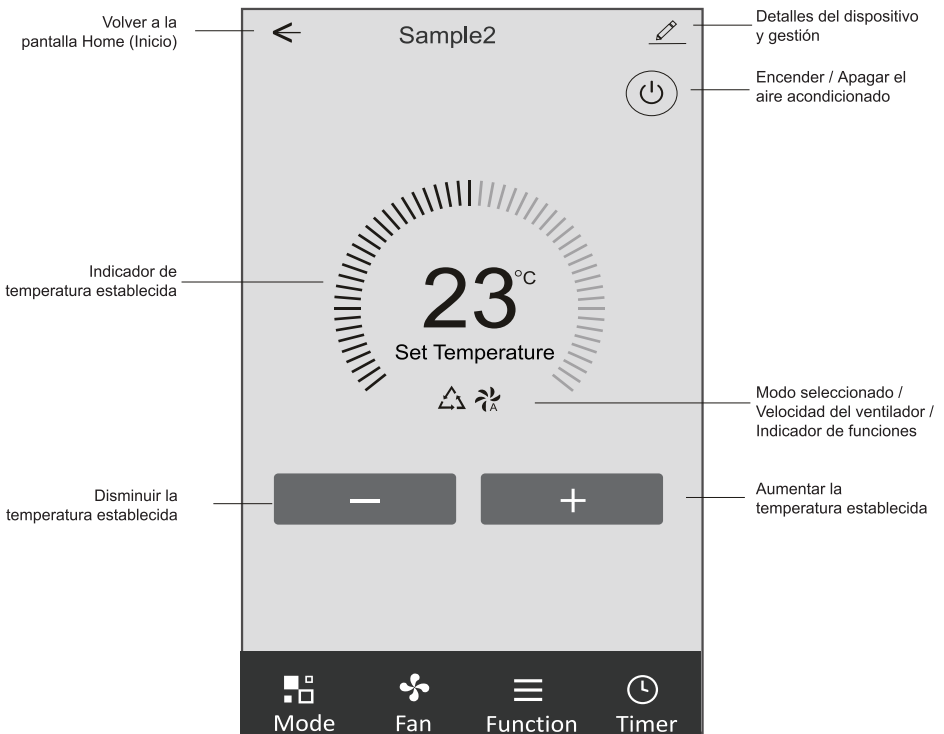 Volver a la
pantalla Home (Inicio)
Sample2
Detalles del dispositivo
y gestión
Encender / Apagar el
aire acondicionado
Indicador de
temperatura establecida
23°C
Set Temperature
A
Modo seleccionado /
Velocidad del ventilador /
Indicador de funciones
Disminuir la
temperatura establecida
−
+
Aumentar la
temperatura establecida
Mode
Fan
Function
Timer